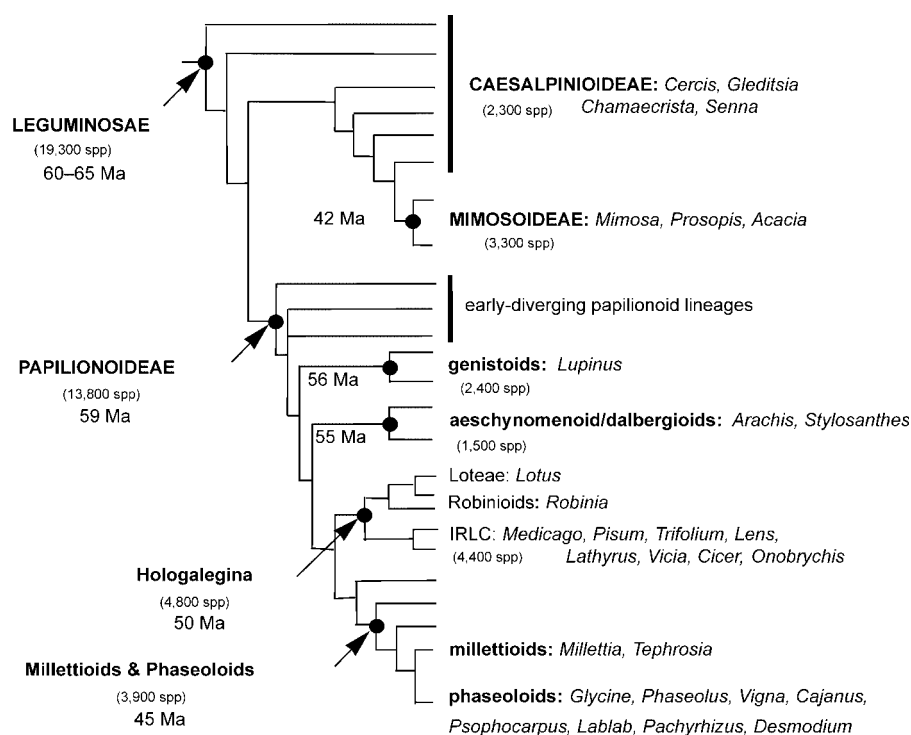 CAESALPINIOIDEAE: Cercis, Gleditsia
(2,300 spp) Chamaecrista, Senna
LEGUMINOSAE
(19,300 spp)
60–65 Ma
42 Ma
MIMOSOIDEAE: Mimosa, Prosopis, Acacia
(3,300 spp)
early-diverging papilionoid lineages
PAPILIONOIDEAE
(13,800 spp)
59 Ma
56 Ma
genistoids: Lupinus
(2,400 spp)
55 Ma
aeschynomenoid/dalbergioids: Arachis, Stylosanthes
(1,500 spp)
Loteae: Lotus
Robinioids: Robinia
IRLC: Medicago, Pisum, Trifolium, Lens,
(4,400 spp) Lathyrus, Vicia, Cicer, Onobrychis
Hologalegina
(4,800 spp)
50 Ma
Millettioids & Phaseoloids
(3,900 spp)
45 Ma
millettioids: Millettia, Tephrosia
phaseoloids: Glycine, Phaseolus, Vigna, Cajanus,
Psophocarpus, Lablab, Pachyrhizus, Desmodium